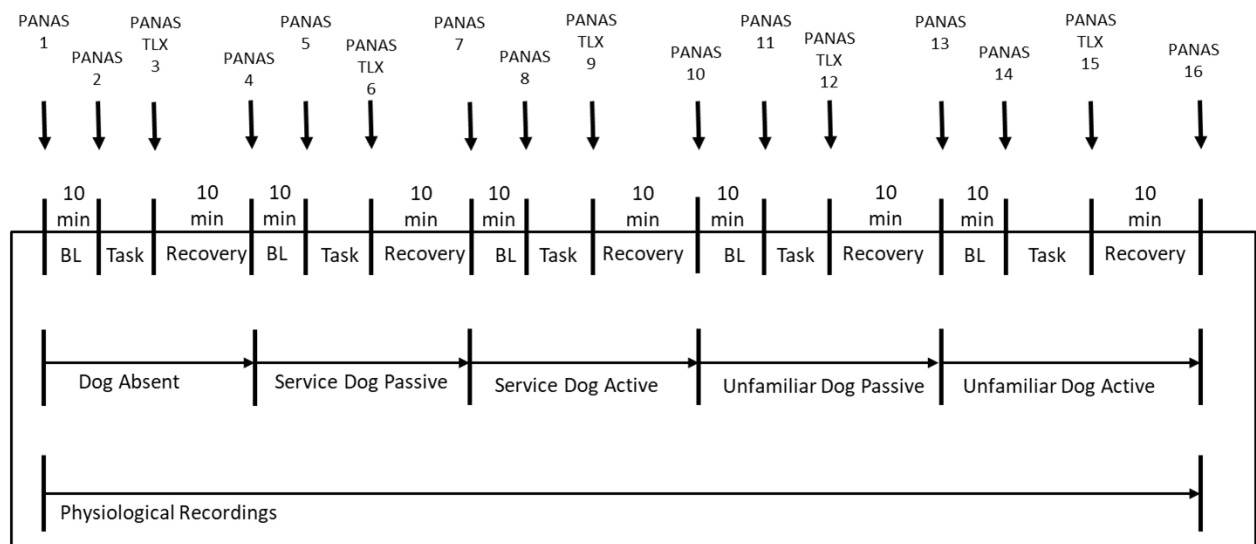 PANAS
1
PANAS
2
PANAS
TLX
3
PANAS
4
PANAS
5
PANAS
TLX
6
PANAS
7
PANAS
8
PANAS
TLX
9
PANAS
10
PANAS
11
PANAS
TLX
12
PANAS
13
PANAS
14
PANAS
TLX
15
PANAS
16
10
min
10
min
10
min
10
min
10
min
10
min
10
min
10
min
10
min
10
min
BL
Task
Recovery
BL
Task
Recovery
BL
Task
Recovery
BL
Task
Recovery
BL
Task
Recovery
Dog Absent
Service Dog Passive
Service Dog Active
Unfamiliar Dog Passive
Unfamiliar Dog Active
Physiological Recordings